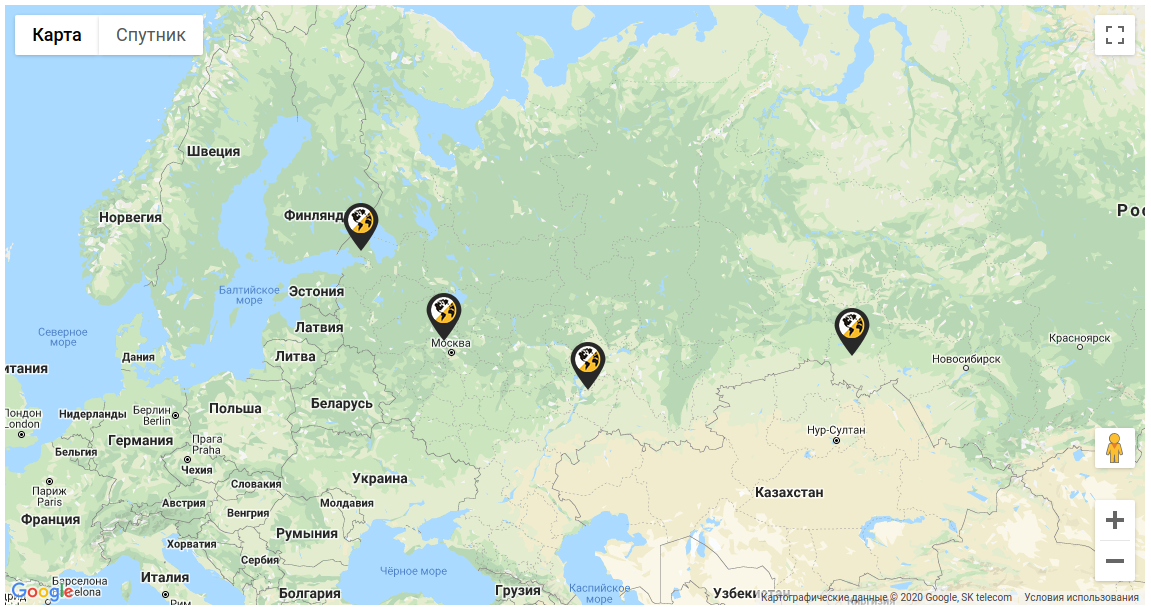 Карта
Спутник
Швеция
Норвегия
Рос
Финлянд
Балтийское
море
Эстония
Северное
море
Латвия
Дания
Литва
Москва
Красноярск
Новосибирск
итания
Беларусь
Польша
Нидерланды
Берлин
Berlin
Лондон
London
Германия
Прага
Praha
Нур-Султан
Бельгия
Чехия
Украина
Словакия
Казахстан
Париж
Paris
Австрия
Молдавия
Венгрия
Франция
Румыния
Хорватия
Сербия
Чёрное море
Италия
Барселона
Barcelona
Грузия
Каспийское
море
Google
Болгария
Узбекистан
Картографические данные © 2020 Google, SK telecom
Условия использования
Рим